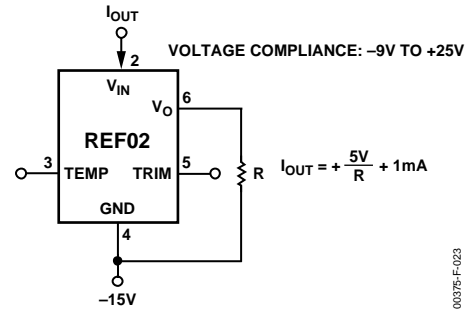 IOUT
VOLTAGE COMPLIANCE: –9V TO +25V
2
VIN
6
VO
REF02
3
TEMP
TRIM
5
R
IOUT = + 5V/R + 1mA
GND
4
–15V
00375-F-023